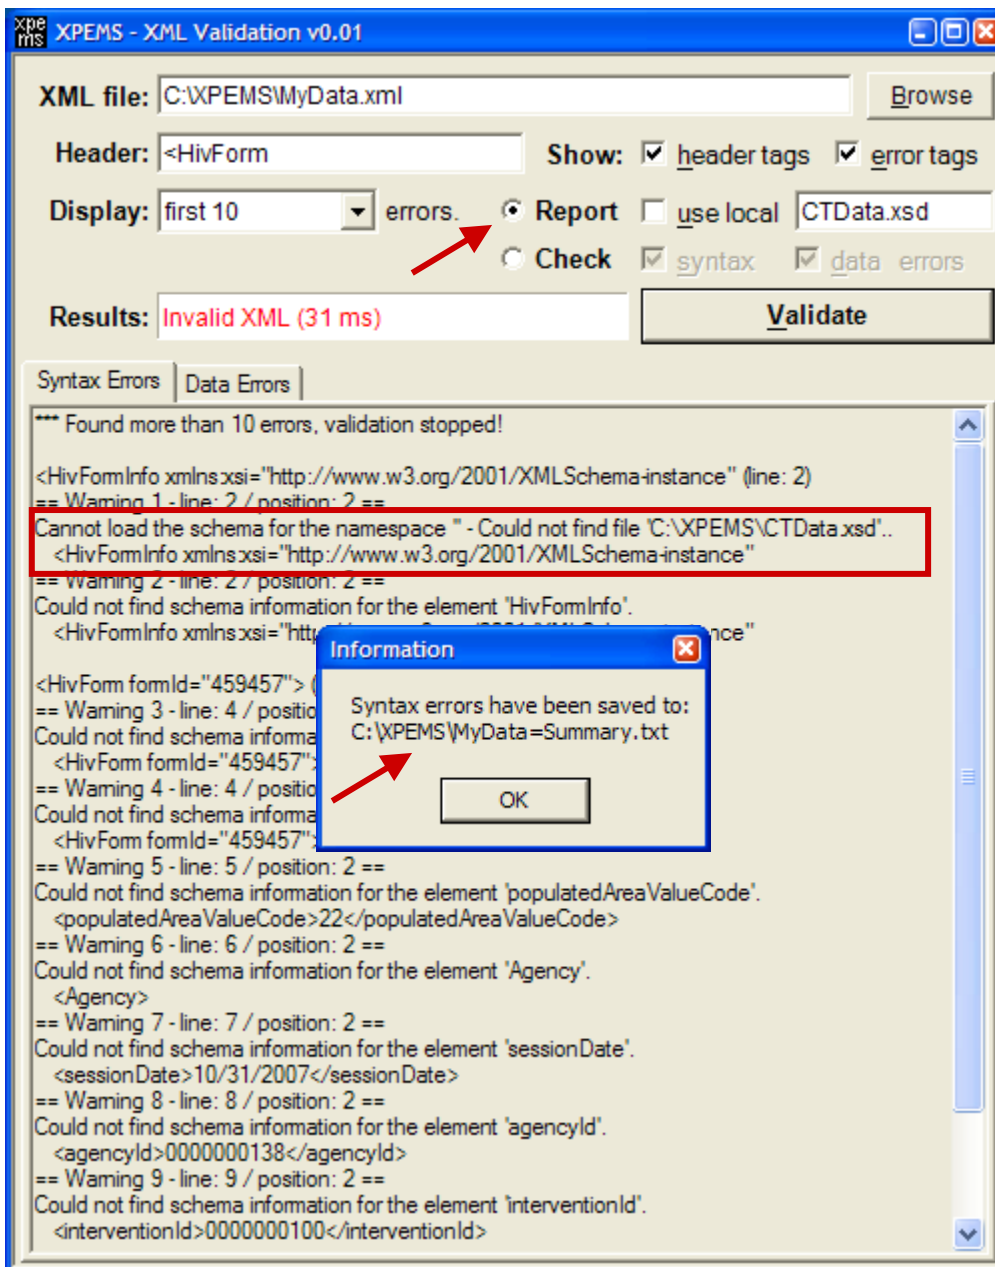 xpe ms XPEMS - XML Validation v0.01
XML file: C:\XPEMS\MyData.xml Browse
Header: <HivForm Show: header tags error tags
Display: first 10 errors. Report use local CTData.xsd
Check syntax data errors
Results: Invalid XML (31 ms) Validate
Syntax Errors Data Errors
*** Found more than 10 errors, validation stopped!
<HivFormInfo xmlns:xsi="http://www.w3.org/2001/XMLSchema-instance" (line: 2)
== Warning 1 - line: 2 / position: 2 ==
Cannot load the schema for the namespace '' - Could not find file 'C:\XPEMS\CTData.xsd'..
<HivFormInfo xmlns:xsi="http://www.w3.org/2001/XMLSchema-instance"
== Warning 2 - line: 2 / position: 2 ==
Could not find schema information for the element 'HivFormInfo'.
<HivFormInfo xmlns:xsi="http nce"
<HivForm formId="459457"> (
== Warning 3 - line: 4 / positio
Could not find schema informa
<HivForm formId="459457">
== Warning 4 - line: 4 / positio
Could not find schema informa
<HivForm formId="459457">
Information
Syntax errors have been saved to:
C:\XPEMS\MyData=Summary.txt
OK
== Warning 5 - line: 5 / position: 2 ==
Could not find schema information for the element 'populatedAreaValueCode'.
<populatedAreaValueCode>22</populatedAreaValueCode>
== Warning 6 - line: 6 / position: 2 ==
Could not find schema information for the element 'Agency'.
<Agency>
== Warning 7 - line: 7 / position: 2 ==
Could not find schema information for the element 'sessionDate'.
<sessionDate>10/31/2007</sessionDate>
== Warning 8 - line: 8 / position: 2 ==
Could not find schema information for the element 'agencyId'.
<agencyId>0000000138</agencyId>
== Warning 9 - line: 9 / position: 2 ==
Could not find schema information for the element 'interventionId'.
<interventionId>0000000100</interventionId>